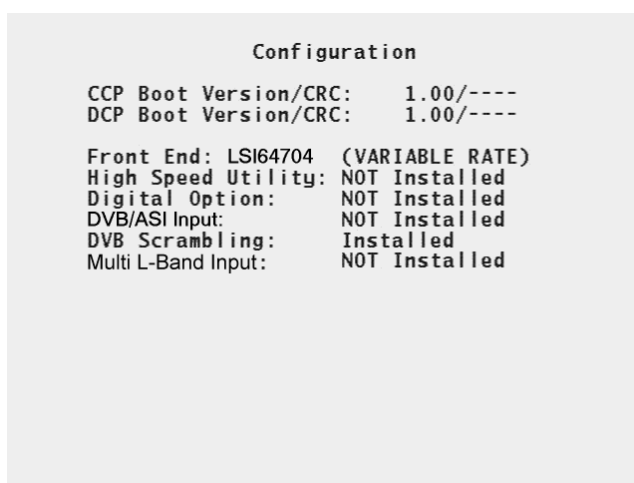 Configuration
CCP Boot Version/CRC: 1.00/----
DCP Boot Version/CRC: 1.00/----
Front End: LSI64704 (VARIABLE RATE)
High Speed Utility: NOT Installed
Digital Option: NOT Installed
DVB/ASI Input: NOT Installed
DVB Scrambling: Installed
Multi L-Band Input: NOT Installed